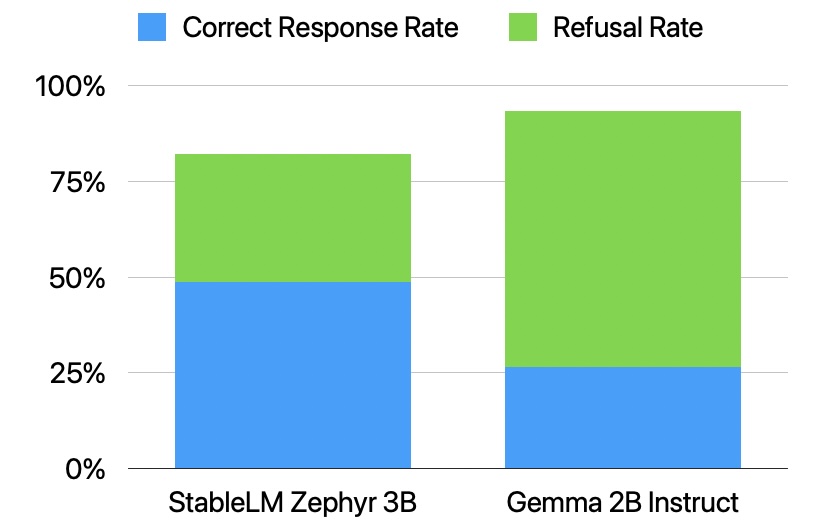 Correct Response Rate Refusal Rate
100%
75%
50%
25%
0%
StableLM Zephyr 3B Gemma 2B Instruct